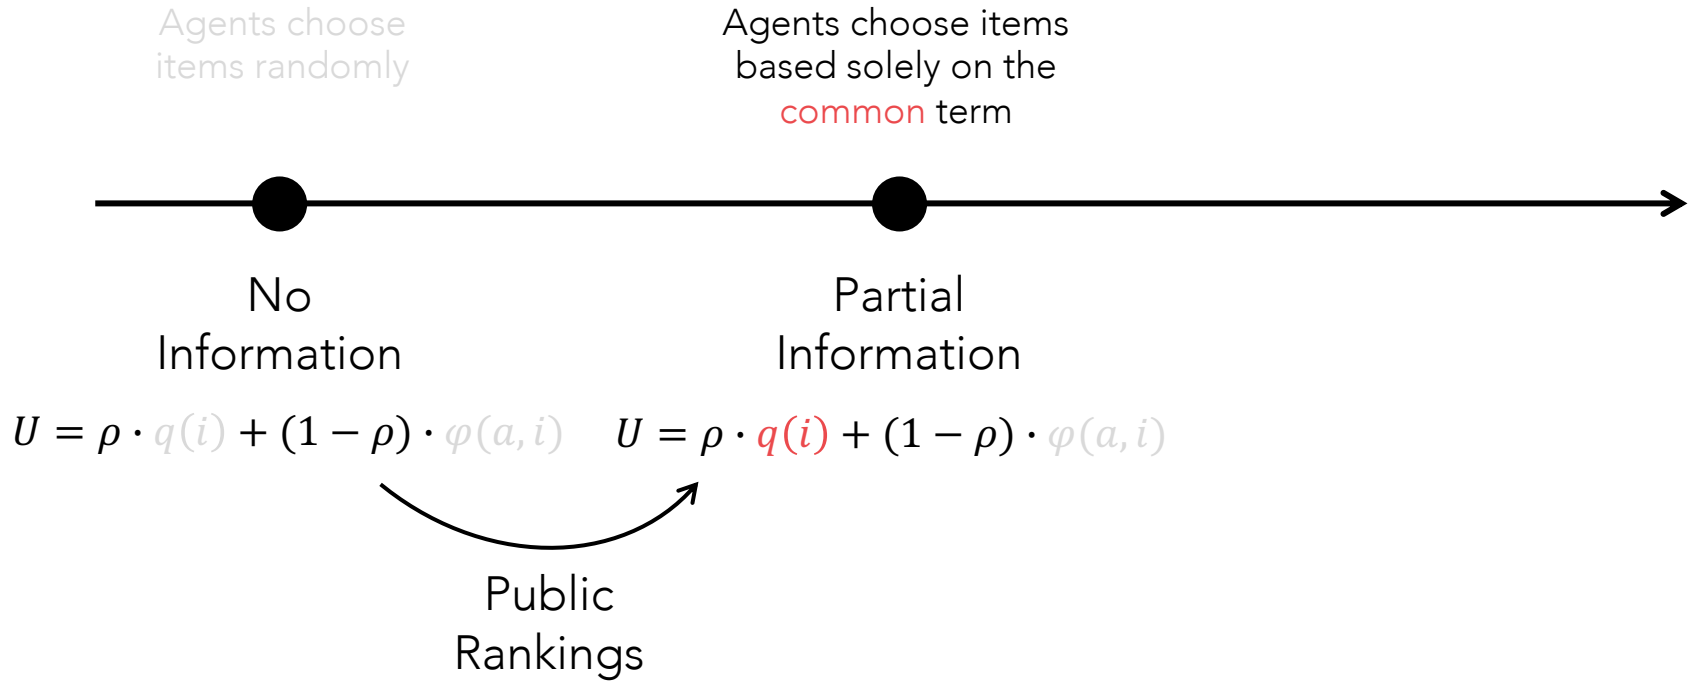 Agents choose
items randomly
Agents choose items
based solely on the
common term
No
Information
Partial
Information
U = ρ · q(i) + (1 − ρ) · φ(a, i)
U = ρ · q(i) + (1 − ρ) · φ(a, i)
Public
Rankings